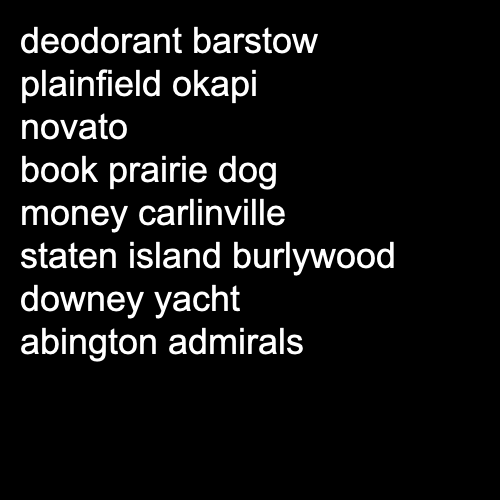 deodorant barstow
plainfield okapi
novato
book prairie dog
money carlinville
staten island burlywood
downey yacht
abington admirals